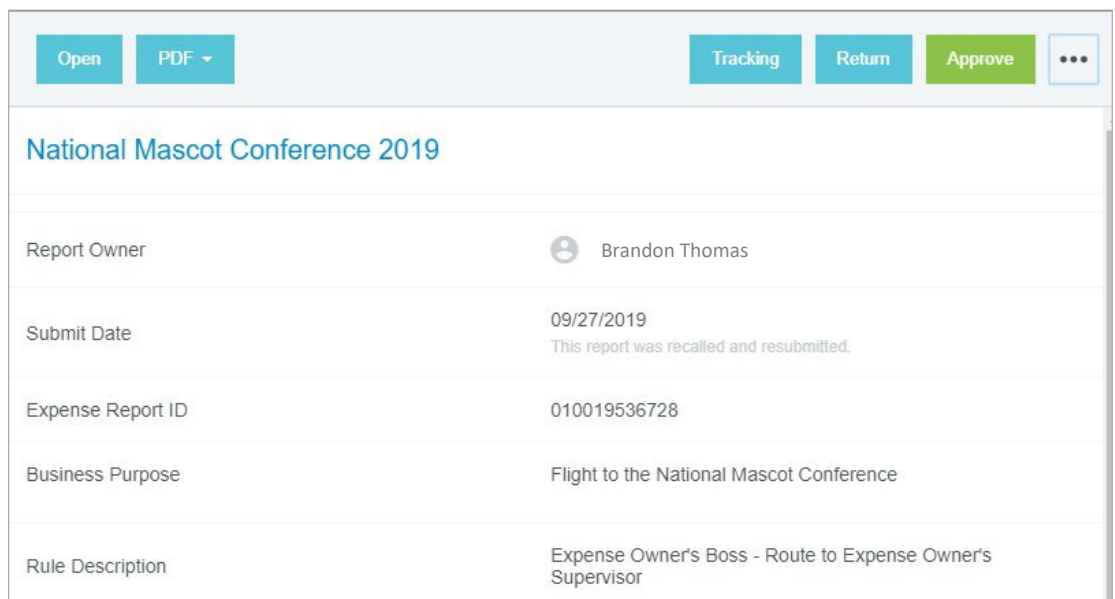 Open PDF Tracking Return Approve
National Mascot Conference 2019
Report Owner Brandon Thomas
Submit Date 09/27/2019
This report was recalled and resubmitted.
Expense Report ID 010019536728
Business Purpose Flight to the National Mascot Conference
Rule Description Expense Owner's Boss - Route to Expense Owner's
Supervisor